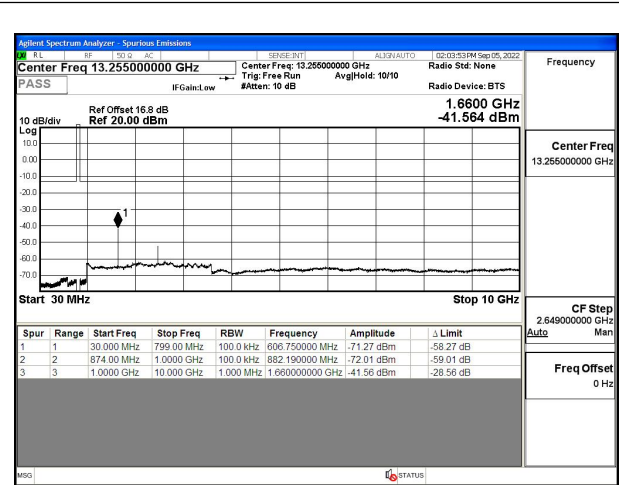 Agilent Spectrum Analyzer - Spurious Emissions
RL RF 50 Ω AC SENSE:INT ALIGN AUTO 02:03:53 PM Sep 05, 2022
Center Freq 13.255000000 GHz Center Freq: 13.255000000 GHz Radio Std: None Frequency
Trig: Free Run Avg|Hold: 10/10
PASS IFGain:Low #Atten: 10 dB Radio Device: BTS
Ref Offset 16.8 dB 1.6600 GHz
10 dB/div Ref 20.00 dBm -41.564 dBm
Log
10.0
0.00
-10.0
-20.0
-30.0
-40.0
-50.0
-60.0
-70.0
1
Start 30 MHz Stop 10 GHz
Spur Range Start Freq Stop Freq RBW Frequency Amplitude Δ Limit
1 1 30.000 MHz 799.00 MHz 100.0 kHz 606.750000 MHz -71.27 dBm -58.27 dB
2 2 874.00 MHz 1.0000 GHz 100.0 kHz 882.190000 MHz -72.01 dBm -59.01 dB
3 3 1.0000 GHz 10.000 GHz 1.000 MHz 1.660000000 GHz -41.56 dBm -28.56 dB
Center Freq
13.255000000 GHz
CF Step
2.649000000 GHz
Auto Man
Freq Offset
0 Hz
MSG STATUS